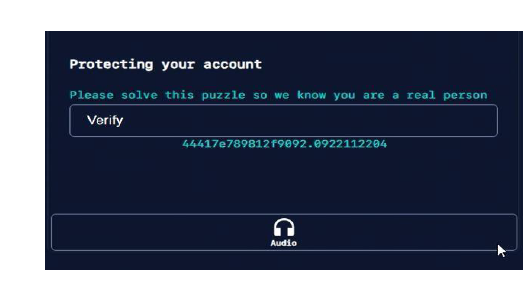 Protecting your account
Please solve this puzzle so we know you are a real person
Verify
44417e789812f9092.0922112204
Audio